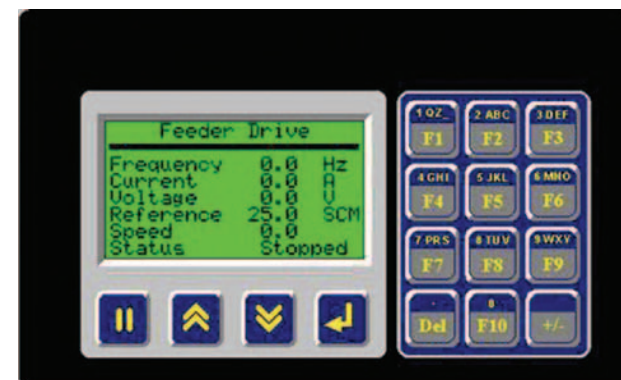 Feeder Drive
Frequency 0.0 Hz
Current 0.0 A
Voltage 0.0 V
Reference 25.0 SCM
Speed 0.0
Status Stopped
1 QZ_ 2 ABC 3 DEF
F1 F2 F3
4 GHI 5 JKL 6 MNO
F4 F5 F6
7 PRS 8 TUV 9 WXY
F7 F8 F9
. 0
Del F10 +/-